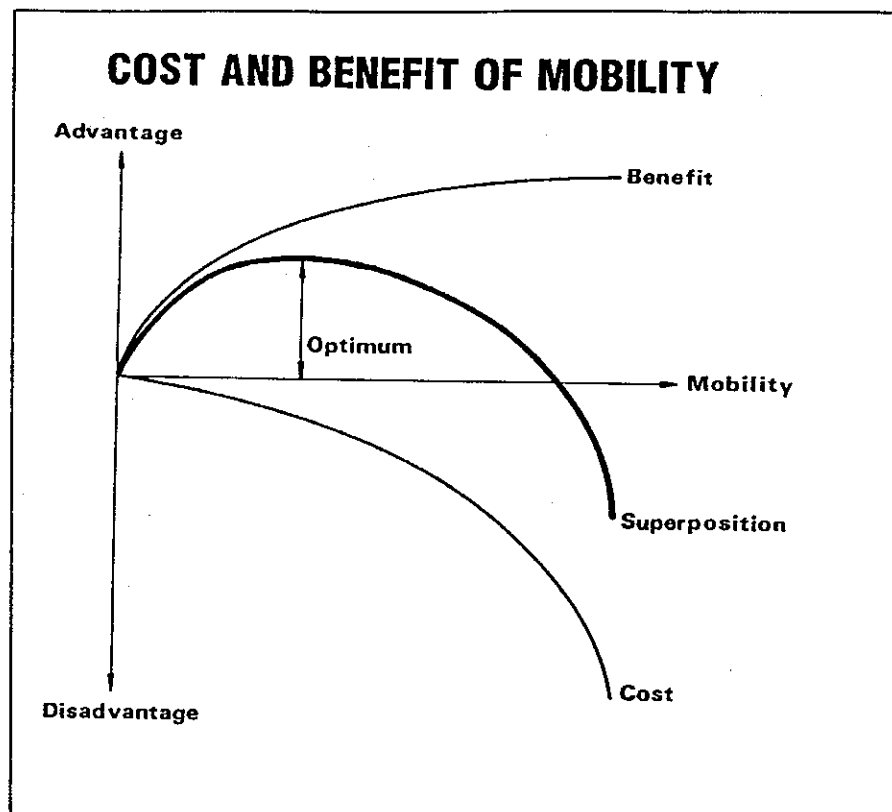 COST AND BENEFIT OF MOBILITY
Advantage
Benefit
Optimum
Mobility
Superposition
Cost
Disadvantage